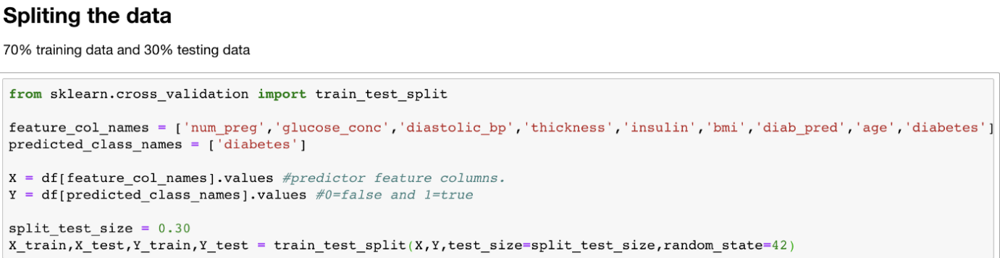 Spliting the data
70% training data and 30% testing data
from sklearn.cross_validation import train_test_split
feature_col_names = ['num_preg','glucose_conc','diastolic_bp','thickness','insulin','bmi','diab_pred','age','diabetes']
predicted_class_names = ['diabetes']
X = df[feature_col_names].values #predictor feature columns.
Y = df[predicted_class_names].values #0=false and 1=true
split_test_size = 0.30
X_train,X_test,Y_train,Y_test = train_test_split(X,Y,test_size=split_test_size,random_state=42)